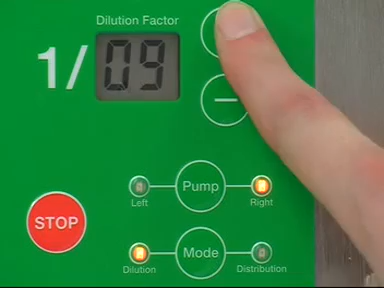 Dilution Factor
1/ 09
Pump
Left
Right
STOP
Mode
Dilution
Distribution